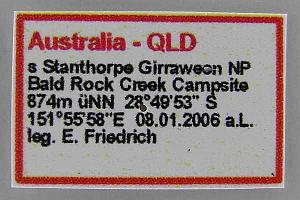 Australia - QLD
s Stanthorpe Girraween NP
Bald Rock Creek Campsite
874m üNN 28°49'53" S
151°55'58"E 08.01.2006 a.L.
leg. E. Friedrich